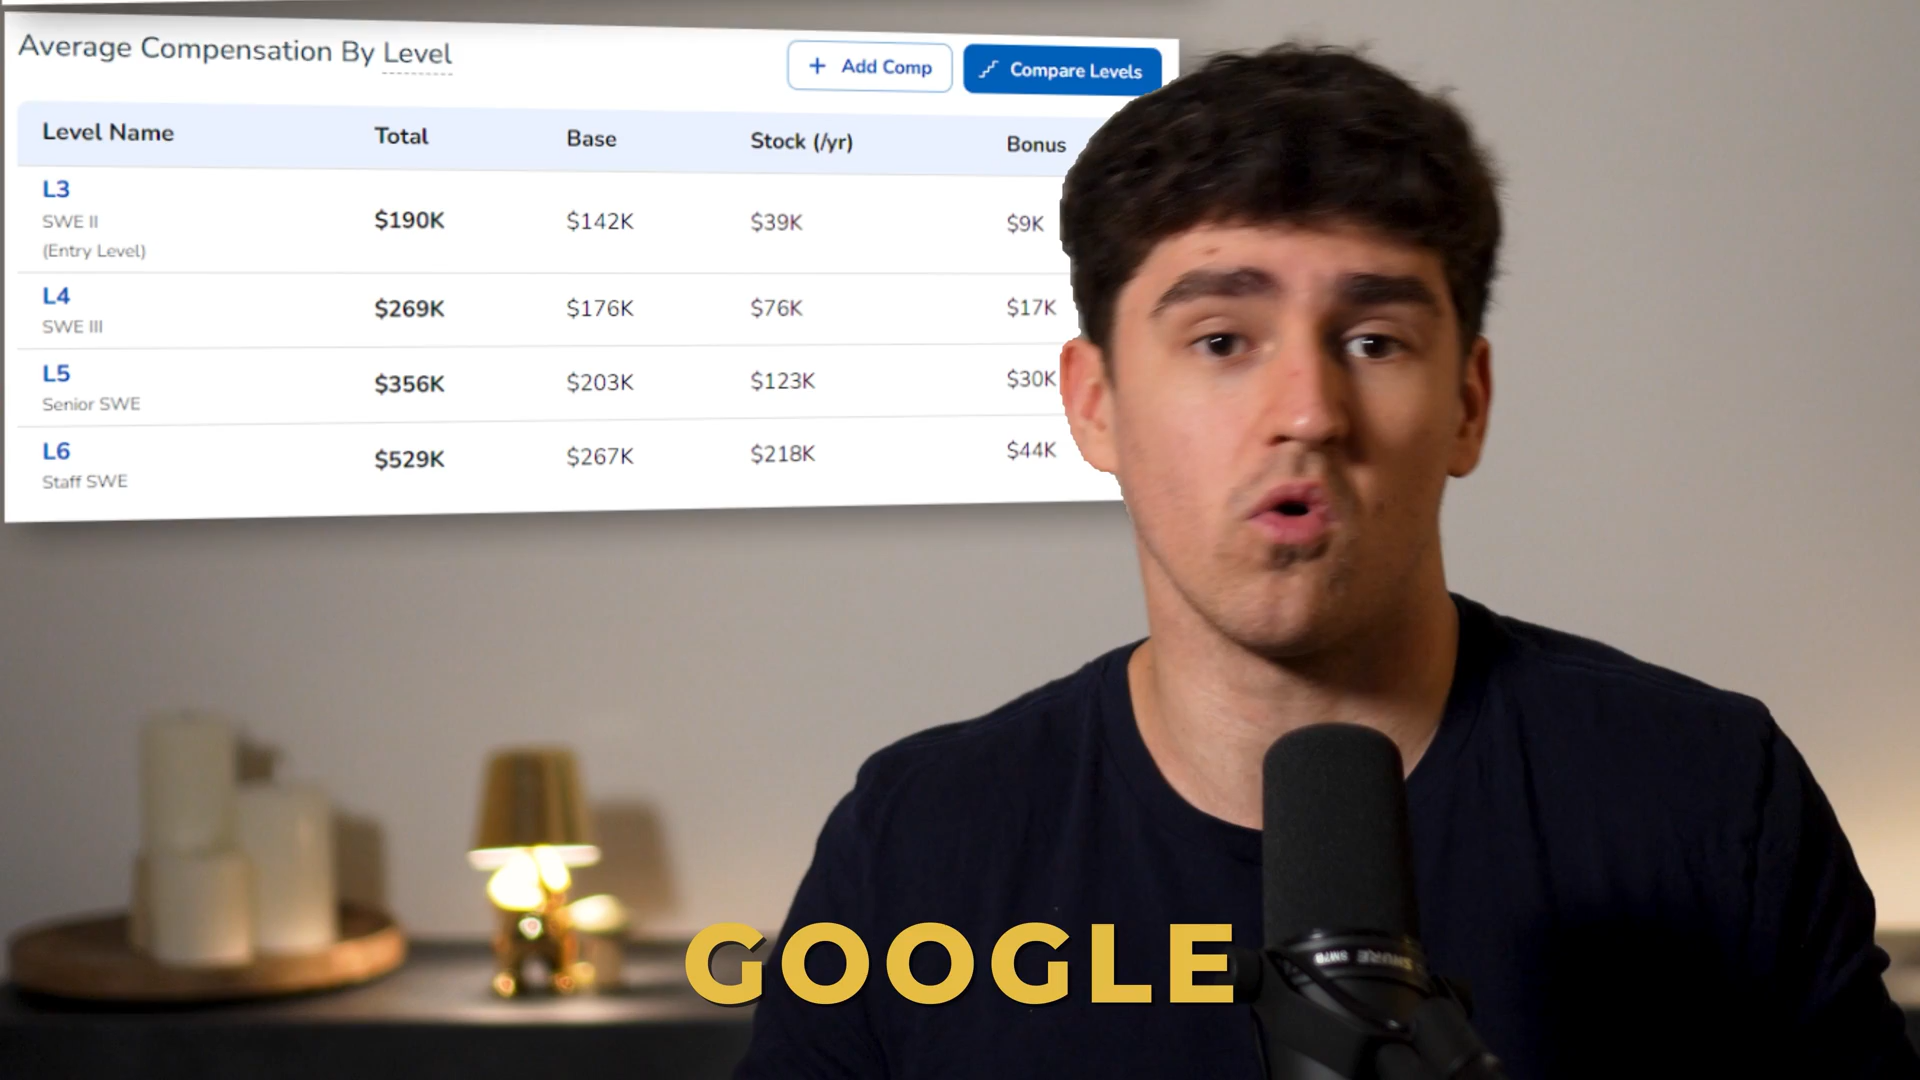 Average Compensation By Level
+ Add Comp
Compare Levels
Level Name Total Base Stock (/yr) Bonus
L3
SWE II
(Entry Level)
$190K $142K $39K $9K
L4
SWE III
$269K $176K $76K $17K
L5
Senior SWE
$356K $203K $123K $30K
L6
Staff SWE
$529K $267K $218K $44K
GOOGLE
SHURE SM7B